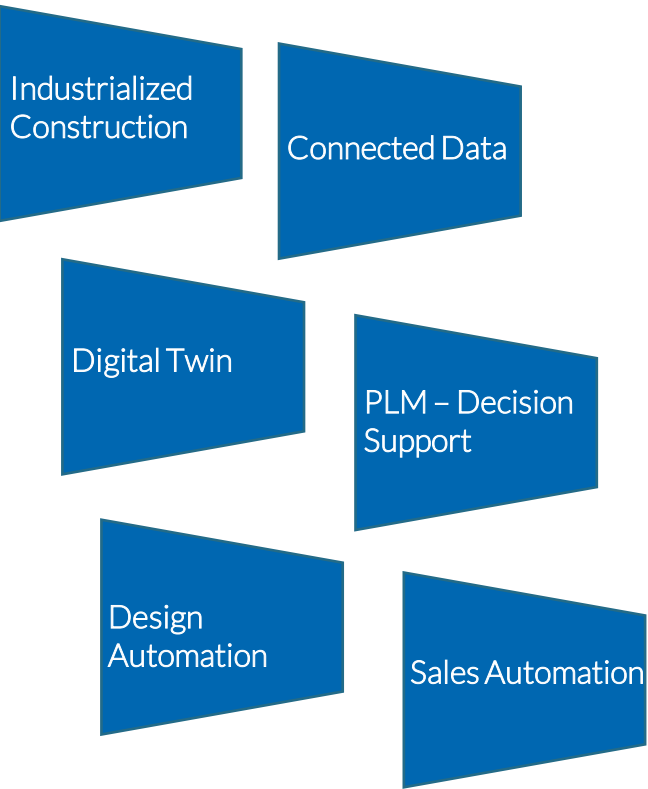 Industrialized
Construction
Connected Data
Digital Twin
PLM – Decision
Support
Design
Automation
Sales Automation